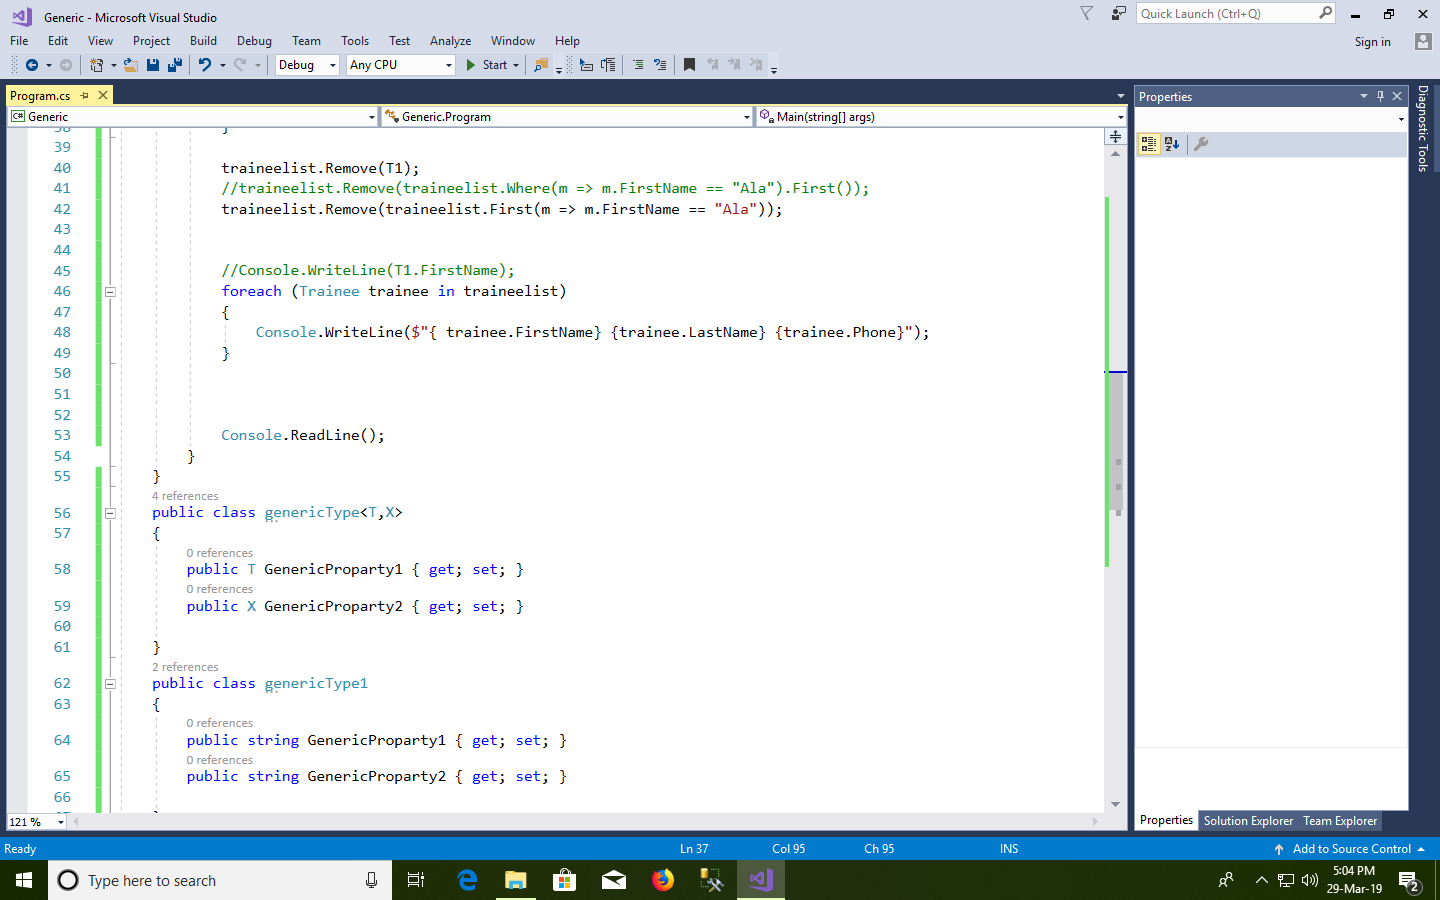 Generic - Microsoft Visual Studio
Quick Launch (Ctrl+Q)
File Edit View Project Build Debug Team Tools Test Analyze Window Help
Sign in
Debug Any CPU Start
Program.cs
Generic Generic.Program Main(string[] args)
39
40 traineelist.Remove(T1);
41 //traineelist.Remove(traineelist.Where(m => m.FirstName == "Ala").First());
42 traineelist.Remove(traineelist.First(m => m.FirstName == "Ala"));
43
44
45 //Console.WriteLine(T1.FirstName);
46 foreach (Trainee trainee in traineelist)
47 {
48 Console.WriteLine($"{ trainee.FirstName} {trainee.LastName} {trainee.Phone}");
49 }
50
51
52
53 Console.ReadLine();
54 }
55 }
4 references
56 public class genericType<T,X>
57 {
0 references
58 public T GenericProparty1 { get; set; }
0 references
59 public X GenericProparty2 { get; set; }
60
61 }
2 references
62 public class genericType1
63 {
0 references
64 public string GenericProparty1 { get; set; }
0 references
65 public string GenericProparty2 { get; set; }
66
121 %
Properties
Diagnostic Tools
Properties Solution Explorer Team Explorer
Ready Ln 37 Col 95 Ch 95 INS Add to Source Control
Type here to search
5:04 PM
29-Mar-19
2